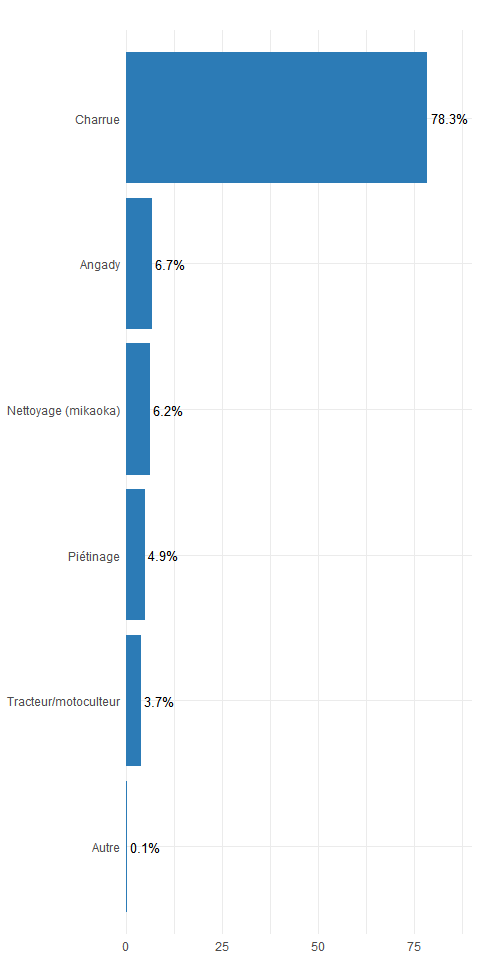 Charrue
78.3%
Angady
6.7%
Nettoyage (mikaoka)
6.2%
Piétinage
4.9%
Tracteur/motoculteur
3.7%
Autre
0.1%
0 25 50 75